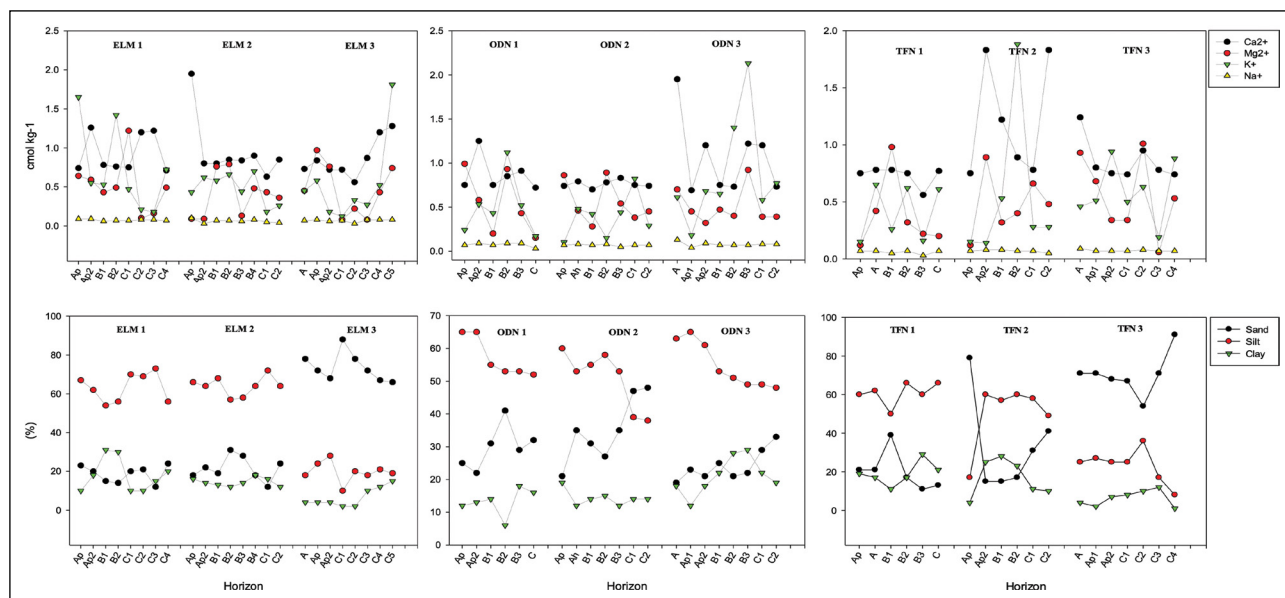 ELM 1 ELM 2 ELM 3
2.5
2.0
1.5
1.0
0.5
0.0
cmol kg-1
Ap Ap2 B1 B2 C1 C2 C3 C4 Ap Ap2 B1 B2 B3 B4 C1 C2 A Ap Ap2 C1 C2 C3 C4 C5
ODN 1 ODN 2 ODN 3
2.5
2.0
1.5
1.0
0.5
0.0
Ap Ap2 B1 B2 B3 C Ap Ah B1 B2 B3 C1 C2 A Ap1 Ap2 B1 B2 B3 C1 C2
TFN 1 TFN 2 TFN 3
2.0
1.5
1.0
0.5
0.0
Ap A B1 B2 B3 C Ap Ap2 B1 B2 C1 C2 A Ap1 Ap2 C1 C2 C3 C4
Ca2+
Mg2+
K+
Na+
ELM 1 ELM 2 ELM 3
100
80
60
40
20
0
(%)
Ap Ap2 B1 B2 C1 C2 C3 C4 Ap Ap2 B1 B2 B3 B4 C1 C2 A Ap Ap2 C1 C2 C3 C4 C5
Horizon
ODN 1 ODN 2 ODN 3
70
60
50
40
30
20
10
0
Ap Ap2 B1 B2 B3 C Ap Ah B1 B2 B3 C1 C2 A Ap1 Ap2 B1 B2 B3 C1 C2
Horizon
TFN 1 TFN 2 TFN 3
100
80
60
40
20
0
Ap A B1 B2 B3 C Ap Ap2 B1 B2 C1 C2 A Ap1 Ap2 C1 C2 C3 C4
Horizon
Sand
Silt
Clay